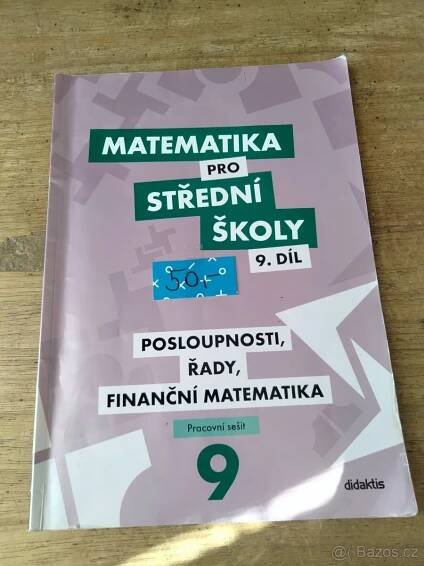 MATEMATIKA
PRO
STŘEDNÍ
ŠKOLY
9. DÍL
50,-
POSLOUPNOSTI,
ŘADY,
FINANČNÍ MATEMATIKA
Pracovní sešit
9
didaktis
@ Bazos.cz